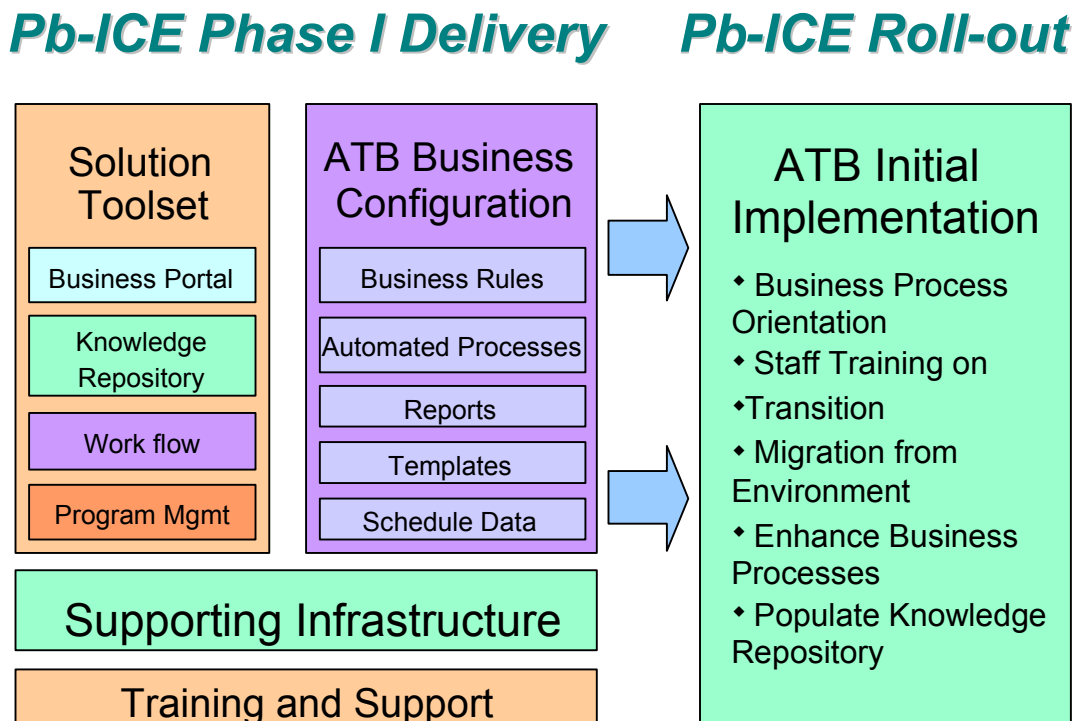 Pb-ICE Phase I Delivery
Pb-ICE Roll-out
Solution
Toolset
Business Portal
Knowledge
Repository
Work flow
Program Mgmt
ATB Business
Configuration
Business Rules
Automated Processes
Reports
Templates
Schedule Data
Supporting Infrastructure
Training and Support
ATB Initial
Implementation
• Business Process
Orientation
• Staff Training on
•Transition
• Migration from
Environment
• Enhance Business
Processes
• Populate Knowledge
Repository